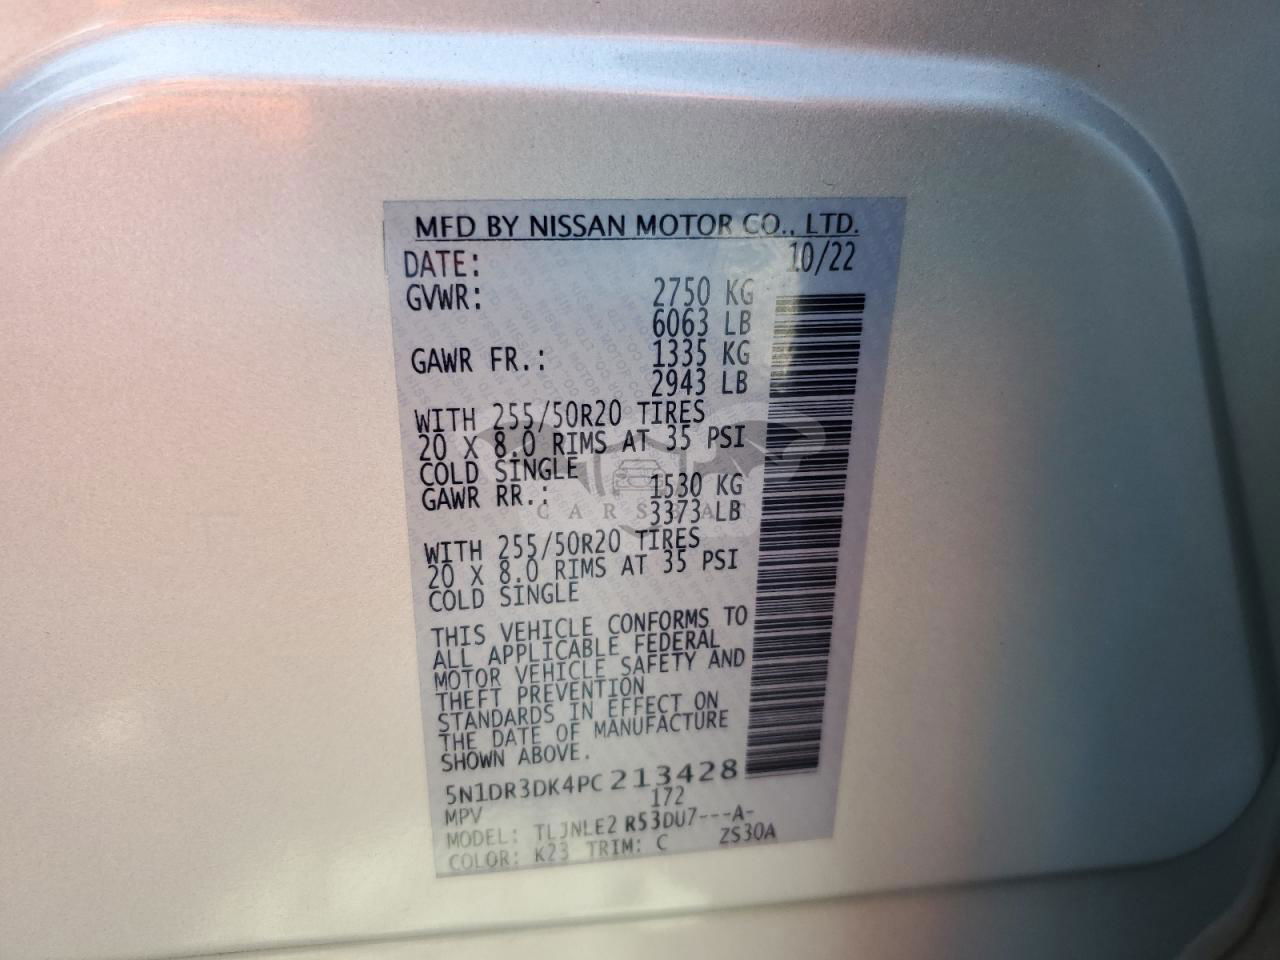 MFD BY NISSAN MOTOR CO., LTD.
DATE: 10/22
GVWR: 2750 KG
6063 LB
GAWR FR.: 1335 KG
2943 LB
WITH 255/50R20 TIRES
20 X 8.0 RIMS AT 35 PSI
COLD SINGLE
GAWR RR.: 1530 KG
3373 LB
WITH 255/50R20 TIRES
20 X 8.0 RIMS AT 35 PSI
COLD SINGLE
THIS VEHICLE CONFORMS TO
ALL APPLICABLE FEDERAL
MOTOR VEHICLE SAFETY AND
THEFT PREVENTION
STANDARDS IN EFFECT ON
THE DATE OF MANUFACTURE
SHOWN ABOVE.
5N1DR3DK4PC213428
MPV 172
MODEL: TLJNLE2 R53DU7---A-
COLOR: K23 TRIM: C ZS30A